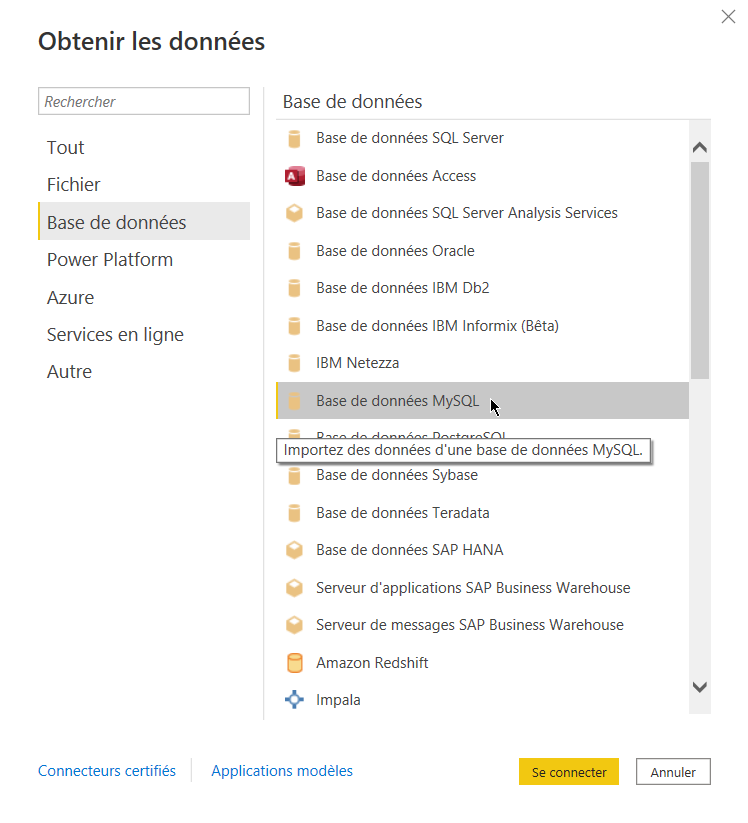 Obtenir les données
Rechercher
Tout
Fichier
Base de données
Power Platform
Azure
Services en ligne
Autre
Base de données
Base de données SQL Server
Base de données Access
Base de données SQL Server Analysis Services
Base de données Oracle
Base de données IBM Db2
Base de données IBM Informix (Bêta)
IBM Netezza
Base de données MySQL
Base de données PostgreSQL
Importez des données d'une base de données MySQL.
Base de données Sybase
Base de données Teradata
Base de données SAP HANA
Serveur d'applications SAP Business Warehouse
Serveur de messages SAP Business Warehouse
Amazon Redshift
Impala
Connecteurs certifiés
Applications modèles
Se connecter
Annuler